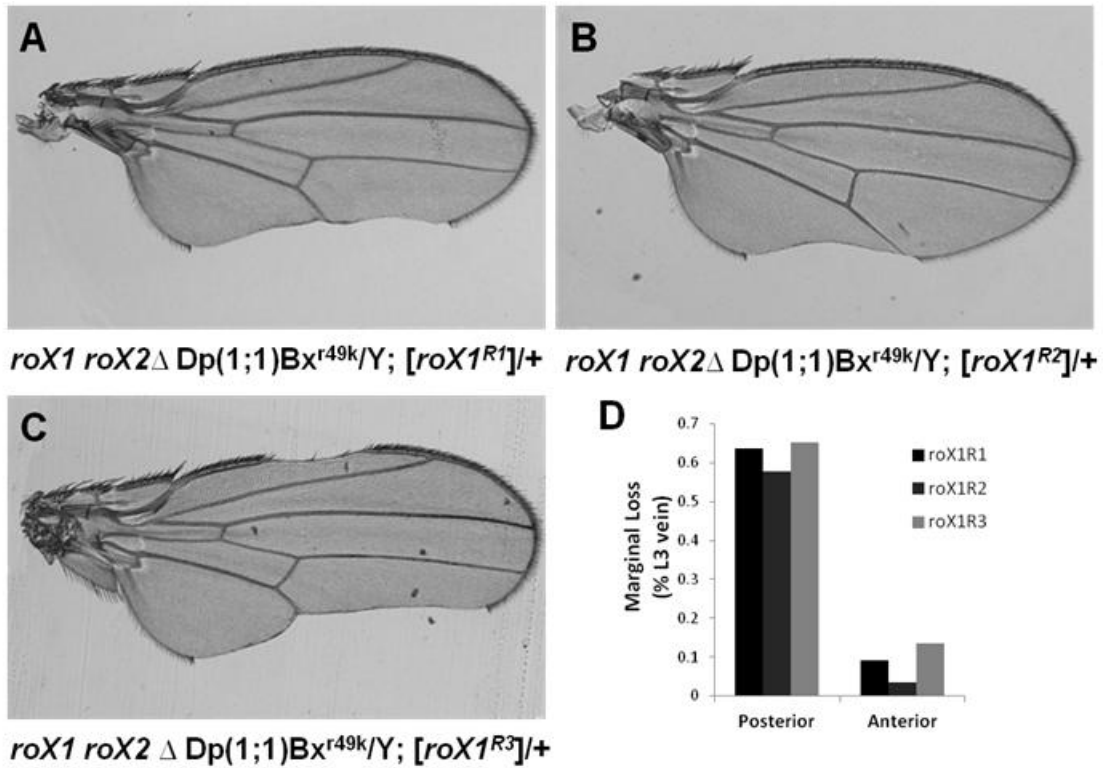 A
B
roX1 roX2Δ Dp(1;1)Bxʳ⁴⁹ᵏ/Y; [roX1ᴿ¹]/+
roX1 roX2Δ Dp(1;1)Bxʳ⁴⁹ᵏ/Y; [roX1ᴿ²]/+
C
roX1 roX2 Δ Dp(1;1)Bxʳ⁴⁹ᵏ/Y; [roX1ᴿ³]/+
D
Marginal Loss
(% L3 vein)
0.7
0.6
0.5
0.4
0.3
0.2
0.1
0
Posterior
Anterior
roX1R1
roX1R2
roX1R3